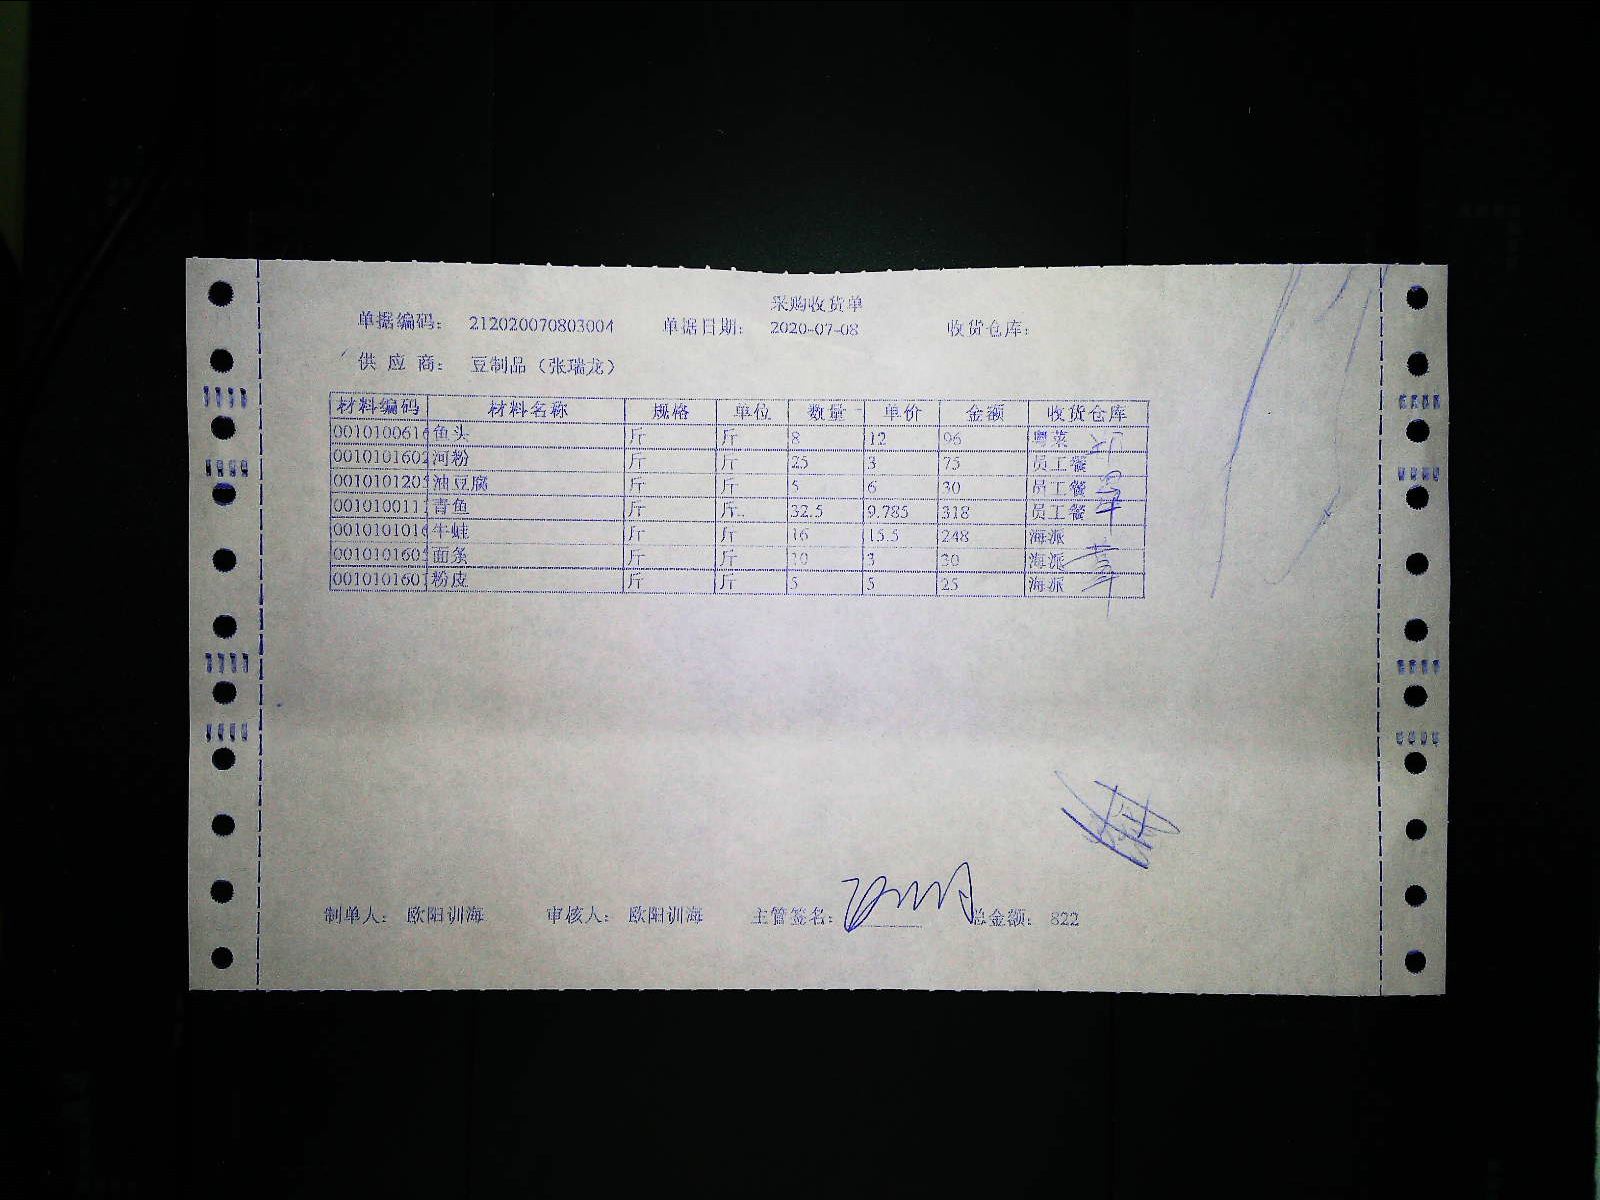 采购收货单
单据编码: 212020070803004 单据日期: 2020-07-08 收货仓库:
供应商: 豆制品（张瑞龙）
材料编码 材料名称 规格 单位 数量 单价 金额 收货仓库
0010100616 鱼头 斤 斤 8 12 96 粤菜
0010101602 河粉 斤 斤 25 3 75 员工餐
001010120 油豆腐 斤 斤 5 6 30 员工餐
001010011 青鱼 斤 斤 32.5 9.785 318 员工餐
0010101016 牛蛙 斤 斤 16 15.5 248 海派
001010160 面条 斤 斤 10 3 30 海派
001010160 粉皮 斤 斤 5 5 25 海派
制单人: 欧阳训海 审核人: 欧阳训海 主管签名: 总金额: 822